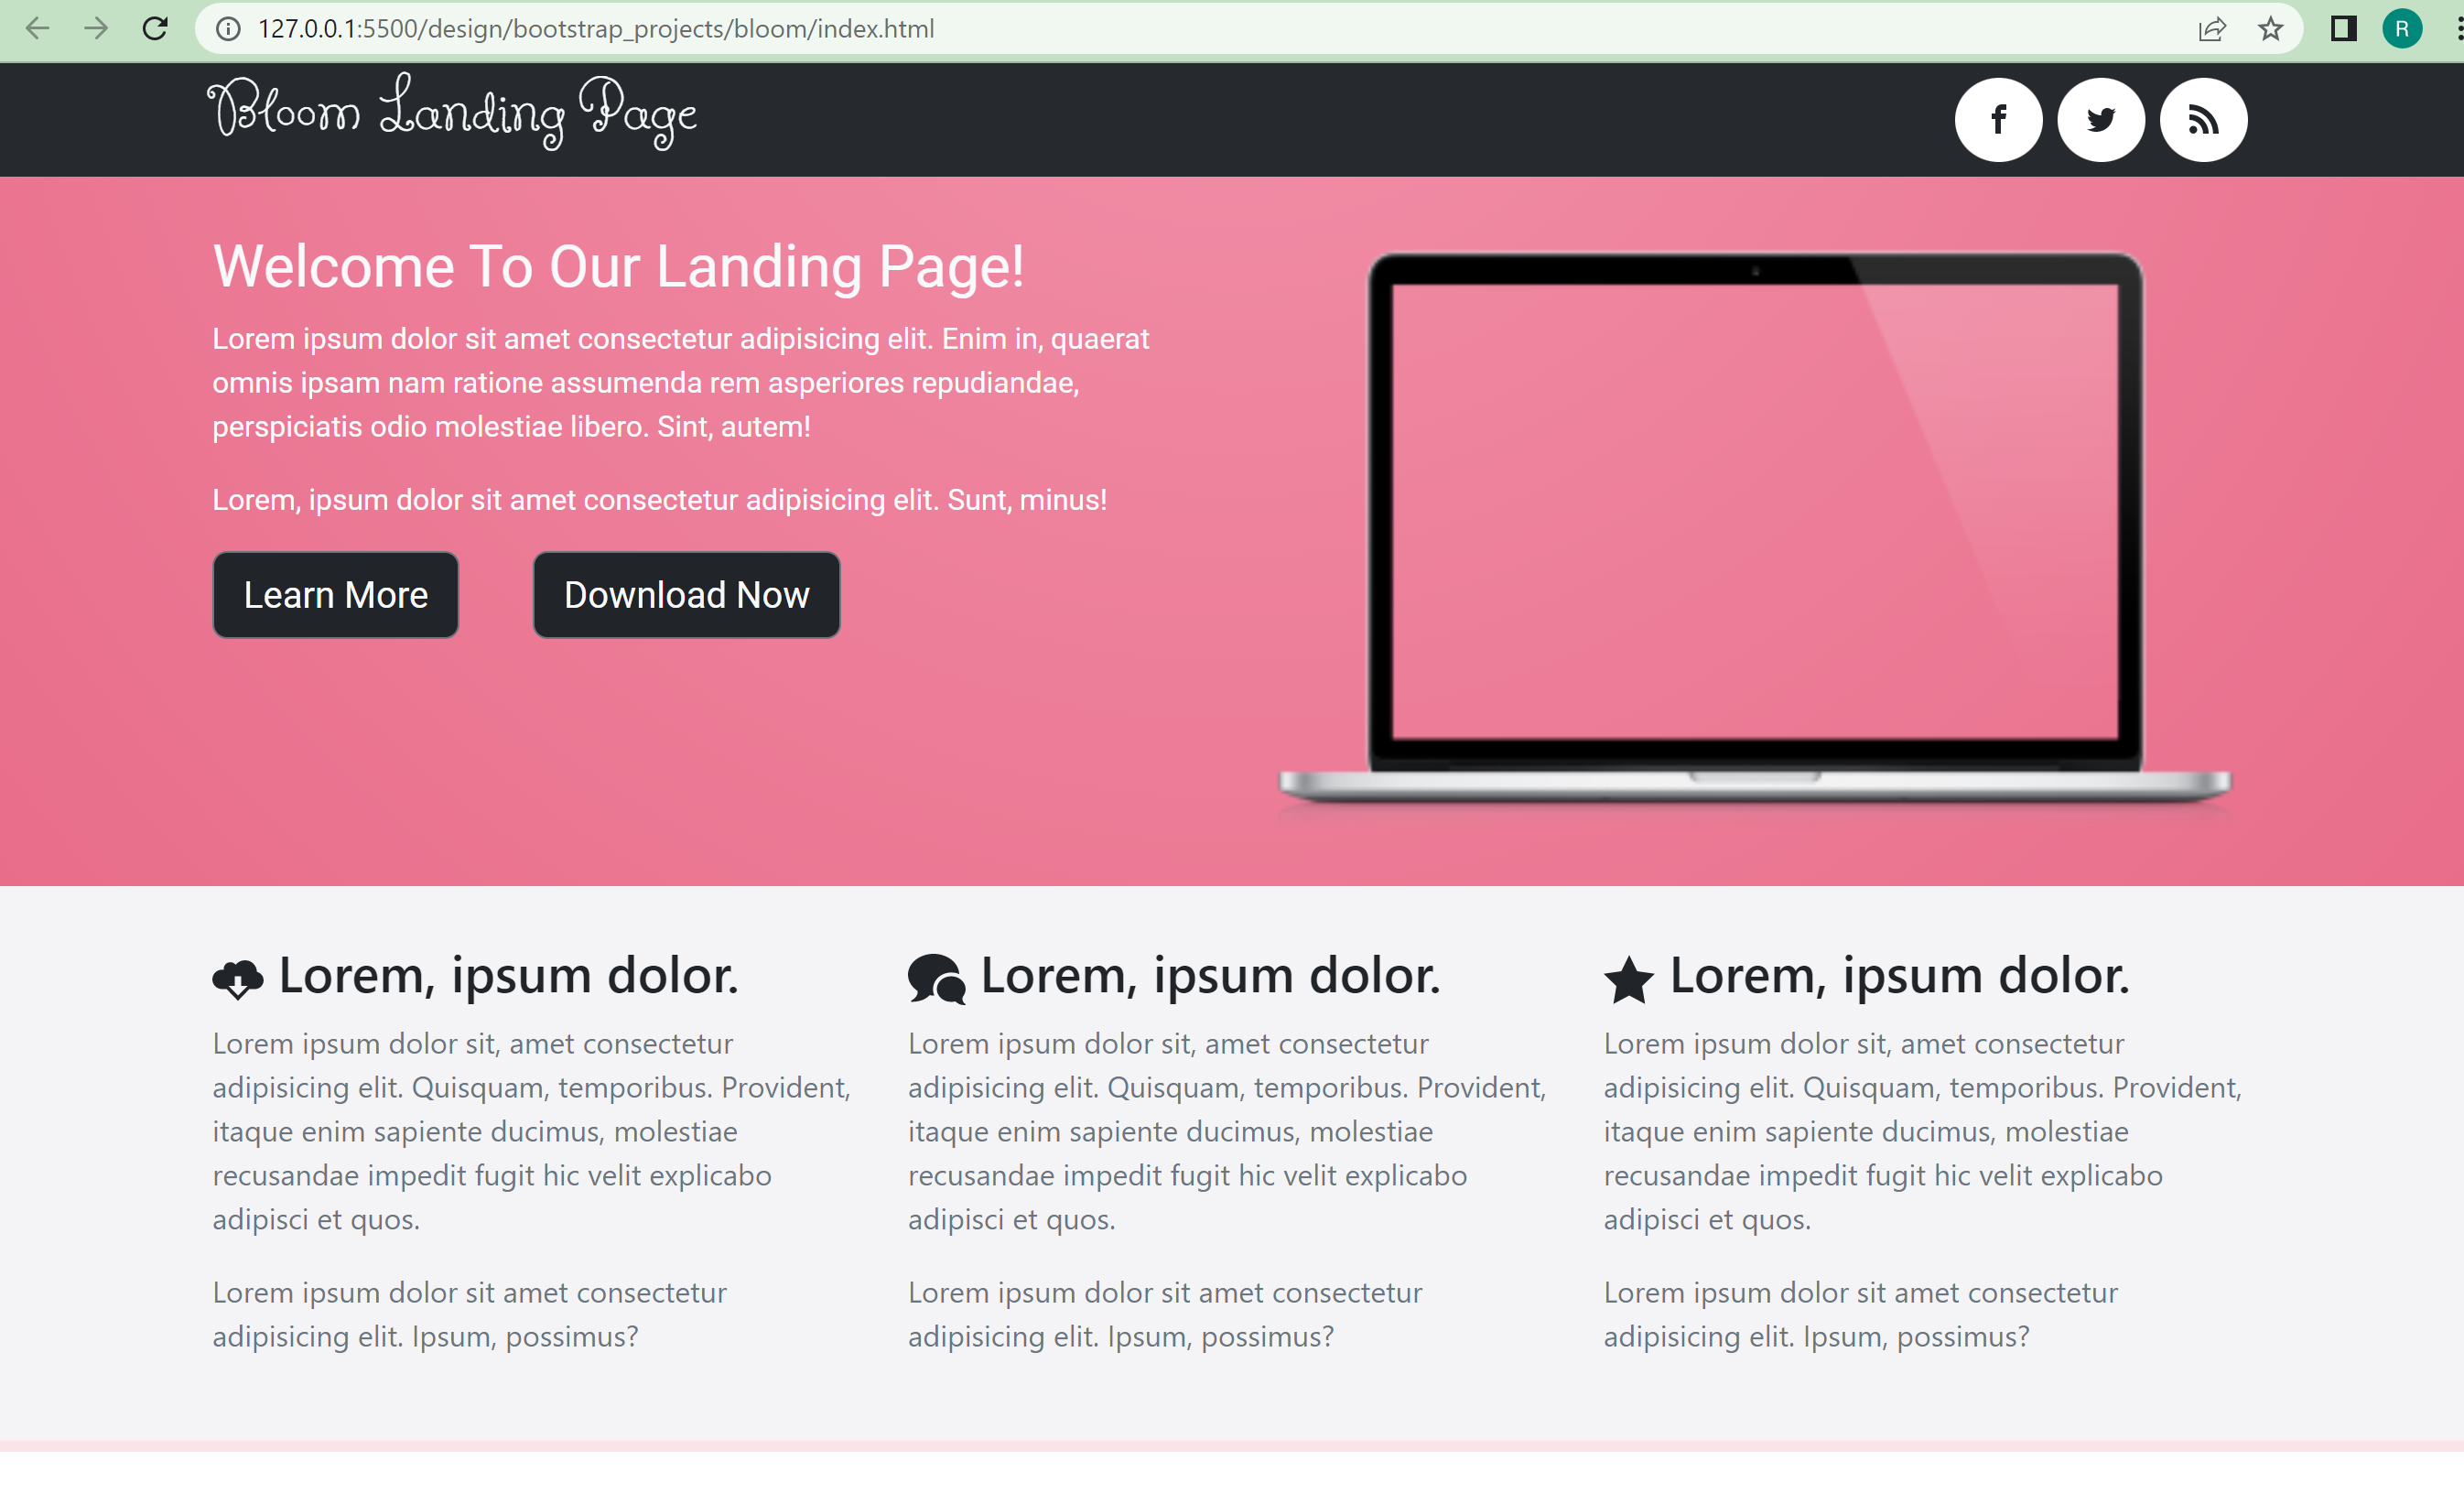 127.0.0.1:5500/design/bootstrap_projects/bloom/index.html
R
Bloom Landing Page
Welcome To Our Landing Page!
Lorem ipsum dolor sit amet consectetur adipisicing elit. Enim in, quaerat
omnis ipsam nam ratione assumenda rem asperiores repudiandae,
perspiciatis odio molestiae libero. Sint, autem!
Lorem, ipsum dolor sit amet consectetur adipisicing elit. Sunt, minus!
Learn More
Download Now
Lorem, ipsum dolor.
Lorem ipsum dolor sit, amet consectetur
adipisicing elit. Quisquam, temporibus. Provident,
itaque enim sapiente ducimus, molestiae
recusandae impedit fugit hic velit explicabo
adipisci et quos.
Lorem ipsum dolor sit amet consectetur
adipisicing elit. Ipsum, possimus?
Lorem, ipsum dolor.
Lorem ipsum dolor sit, amet consectetur
adipisicing elit. Quisquam, temporibus. Provident,
itaque enim sapiente ducimus, molestiae
recusandae impedit fugit hic velit explicabo
adipisci et quos.
Lorem ipsum dolor sit amet consectetur
adipisicing elit. Ipsum, possimus?
Lorem, ipsum dolor.
Lorem ipsum dolor sit, amet consectetur
adipisicing elit. Quisquam, temporibus. Provident,
itaque enim sapiente ducimus, molestiae
recusandae impedit fugit hic velit explicabo
adipisci et quos.
Lorem ipsum dolor sit amet consectetur
adipisicing elit. Ipsum, possimus?